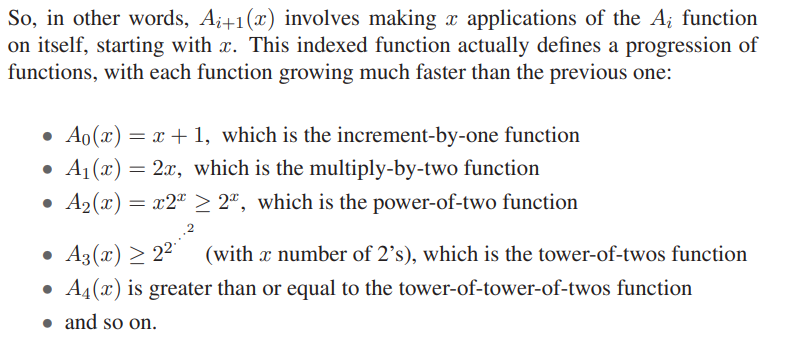 So, in other words, A_{i+1}(x) involves making x applications of the A_i function
on itself, starting with x. This indexed function actually defines a progression of
functions, with each function growing much faster than the previous one:
• A_0(x) = x + 1, which is the increment-by-one function
• A_1(x) = 2x, which is the multiply-by-two function
• A_2(x) = x2^x ≥ 2^x, which is the power-of-two function
• A_3(x) ≥ 2^{2^{⋰^{2}}} (with x number of 2's), which is the tower-of-twos function
• A_4(x) is greater than or equal to the tower-of-tower-of-twos function
• and so on.